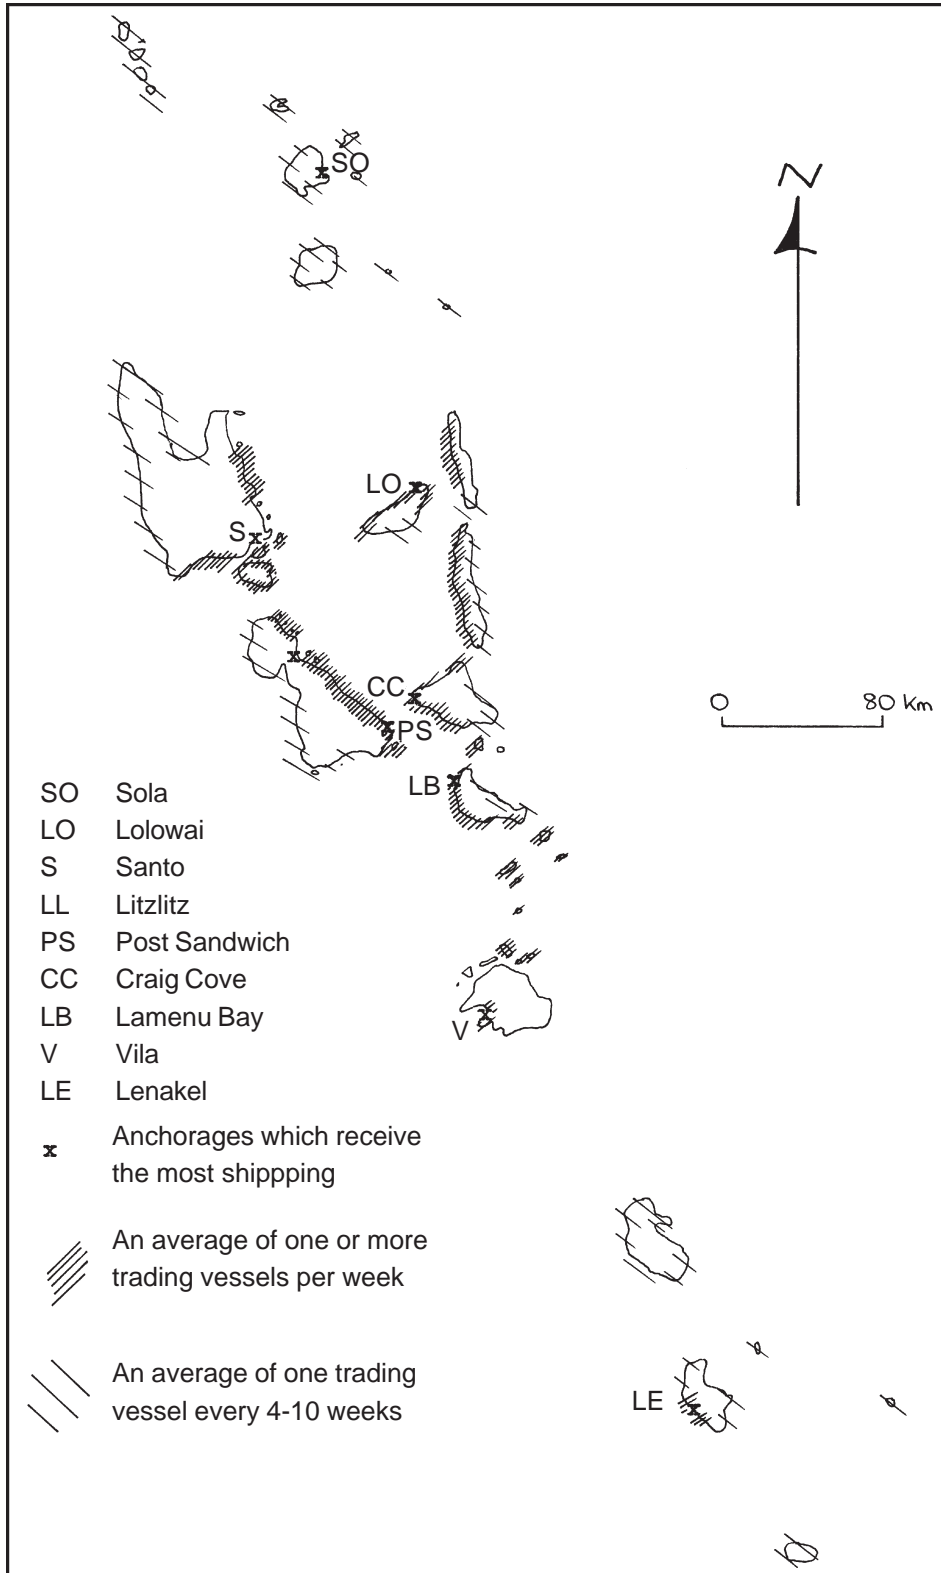 N
SO
LO
S
CC
PS
LB
0 80 Km
SO Sola
LO Lolowai
S Santo
LL Litzlitz
PS Post Sandwich
CC Craig Cove
LB Lamenu Bay
V Vila
LE Lenakel
V
x Anchorages which receive
the most shippping
An average of one or more
trading vessels per week
An average of one trading
vessel every 4-10 weeks
LE